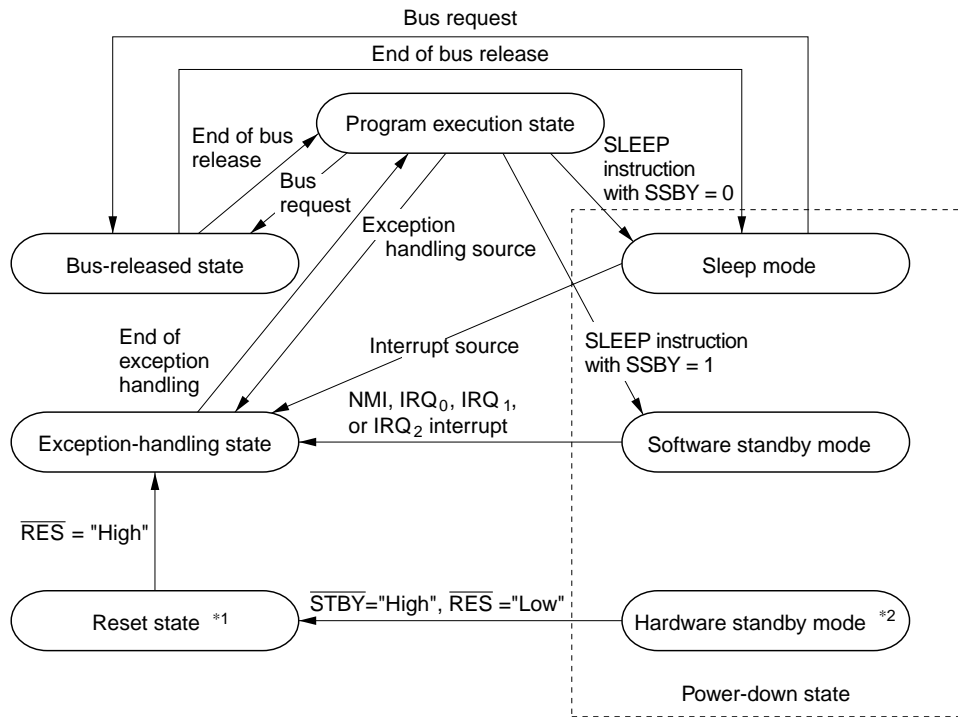 Bus request
End of bus release
Program execution state
End of bus
release
Bus
request
SLEEP
instruction
with SSBY = 0
Exception
handling source
Bus-released state
Sleep mode
End of
exception
handling
Interrupt source
SLEEP instruction
with SSBY = 1
NMI, IRQ0, IRQ1,
or IRQ2 interrupt
Exception-handling state
Software standby mode
RES = "High"
STBY="High", RES ="Low"
Reset state *1
Hardware standby mode *2
Power-down state